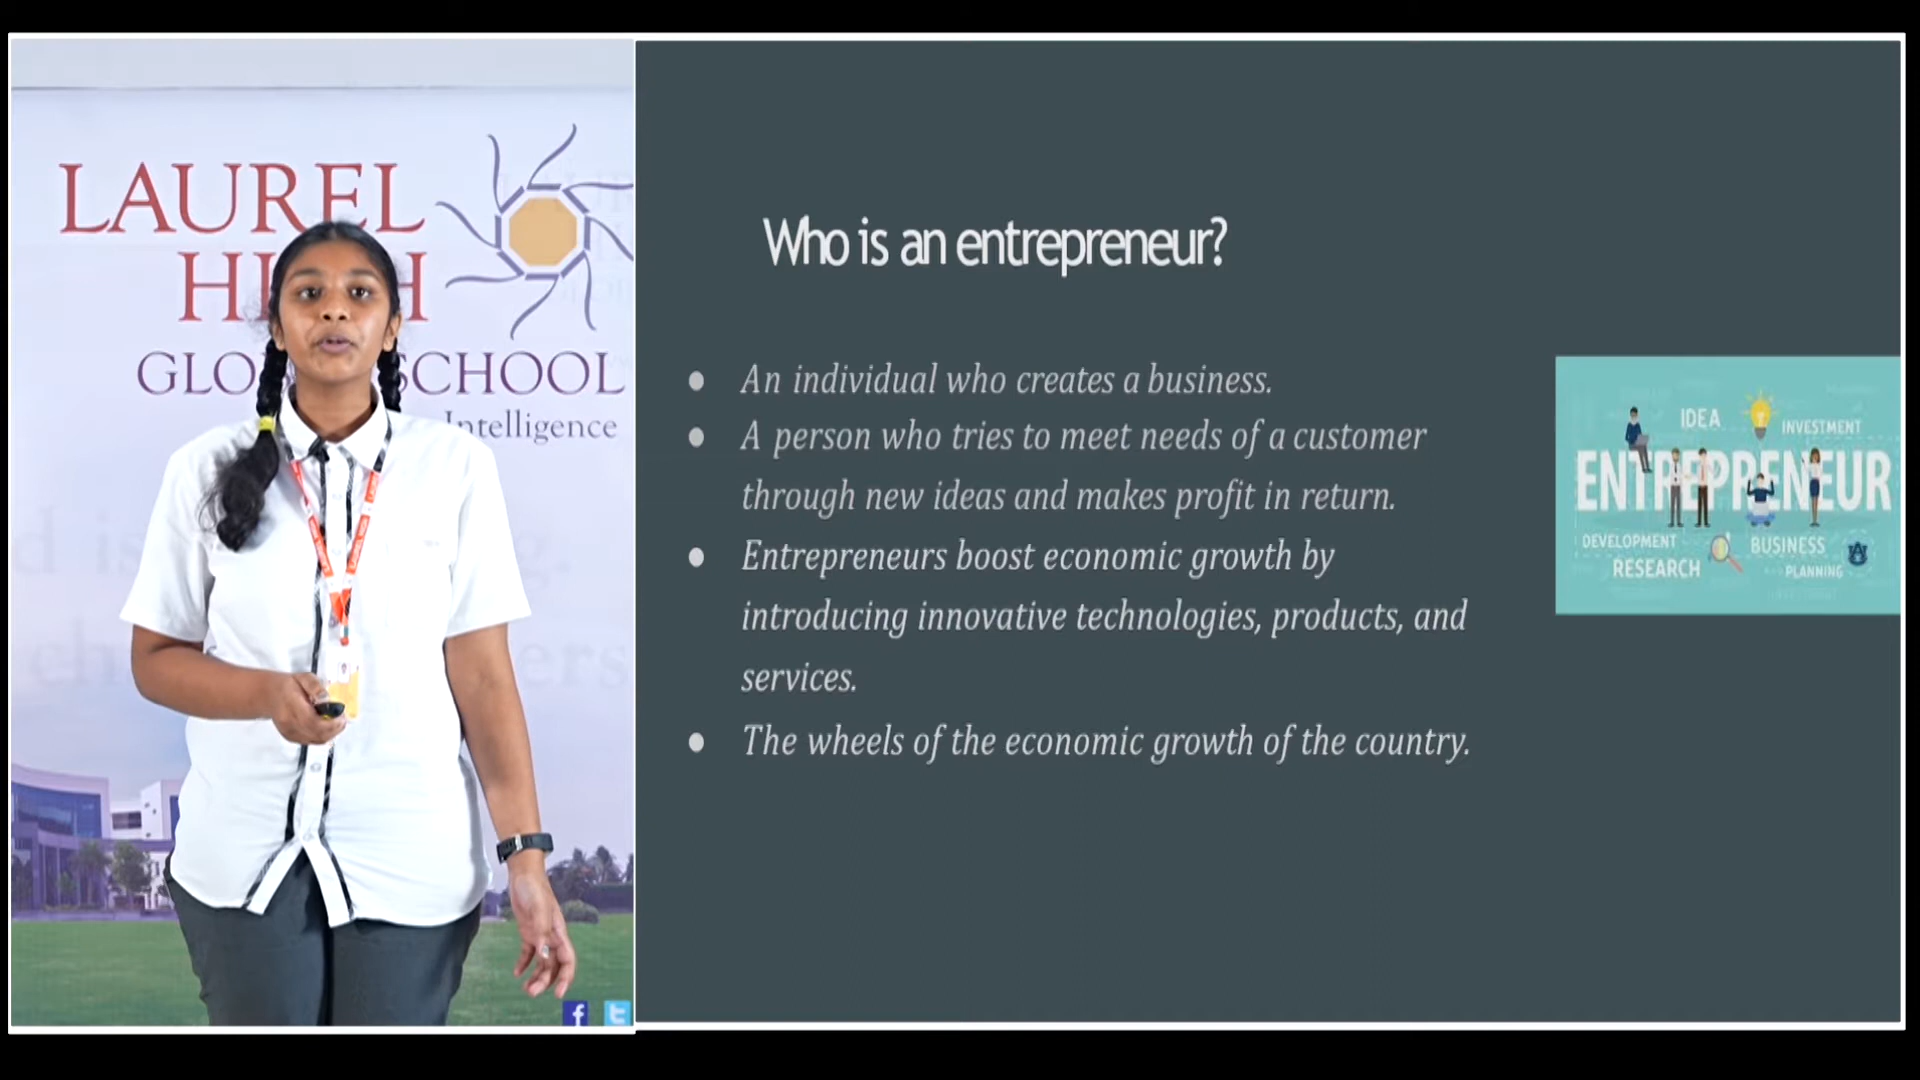 LAUREL
GLO SCHOOL
Intelligence
Who is an entrepreneur?
● An individual who creates a business.
● A person who tries to meet needs of a customer
through new ideas and makes profit in return.
● Entrepreneurs boost economic growth by
introducing innovative technologies, products, and
services.
● The wheels of the economic growth of the country.
IDEA
INVESTMENT
ENTREPRENEUR
DEVELOPMENT
BUSINESS
RESEARCH
PLANNING